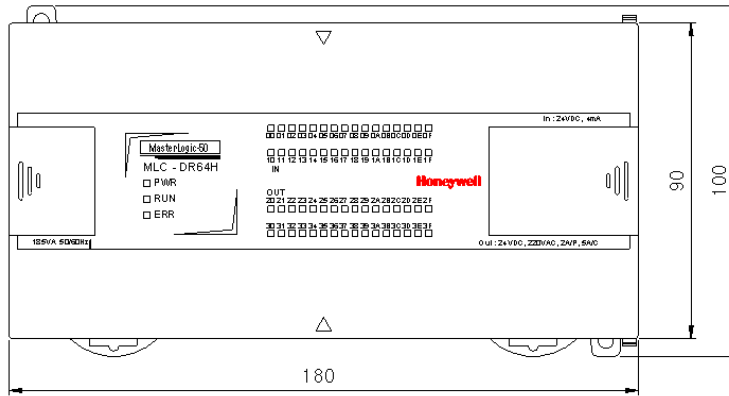 In : 24VDC, 4mA
00 01 02 03 04 05 06 07 08 09 0A 0B 0C 0D 0E 0F
MasterLogic-50
10 11 12 13 14 15 16 17 18 19 1A 1B 1C 1D 1E 1F
MLC - DR64H
IN
PWR
Honeywell
RUN
OUT
20 21 22 23 24 25 26 27 28 29 2A 2B 2C 2D 2E 2F
ERR
30 31 32 33 34 35 36 37 38 39 3A 3B 3C 3D 3E 3F
185VA 50/60Hz
Out : 24VDC, 220VAC, 2A/P, 5A/C
90
100
180